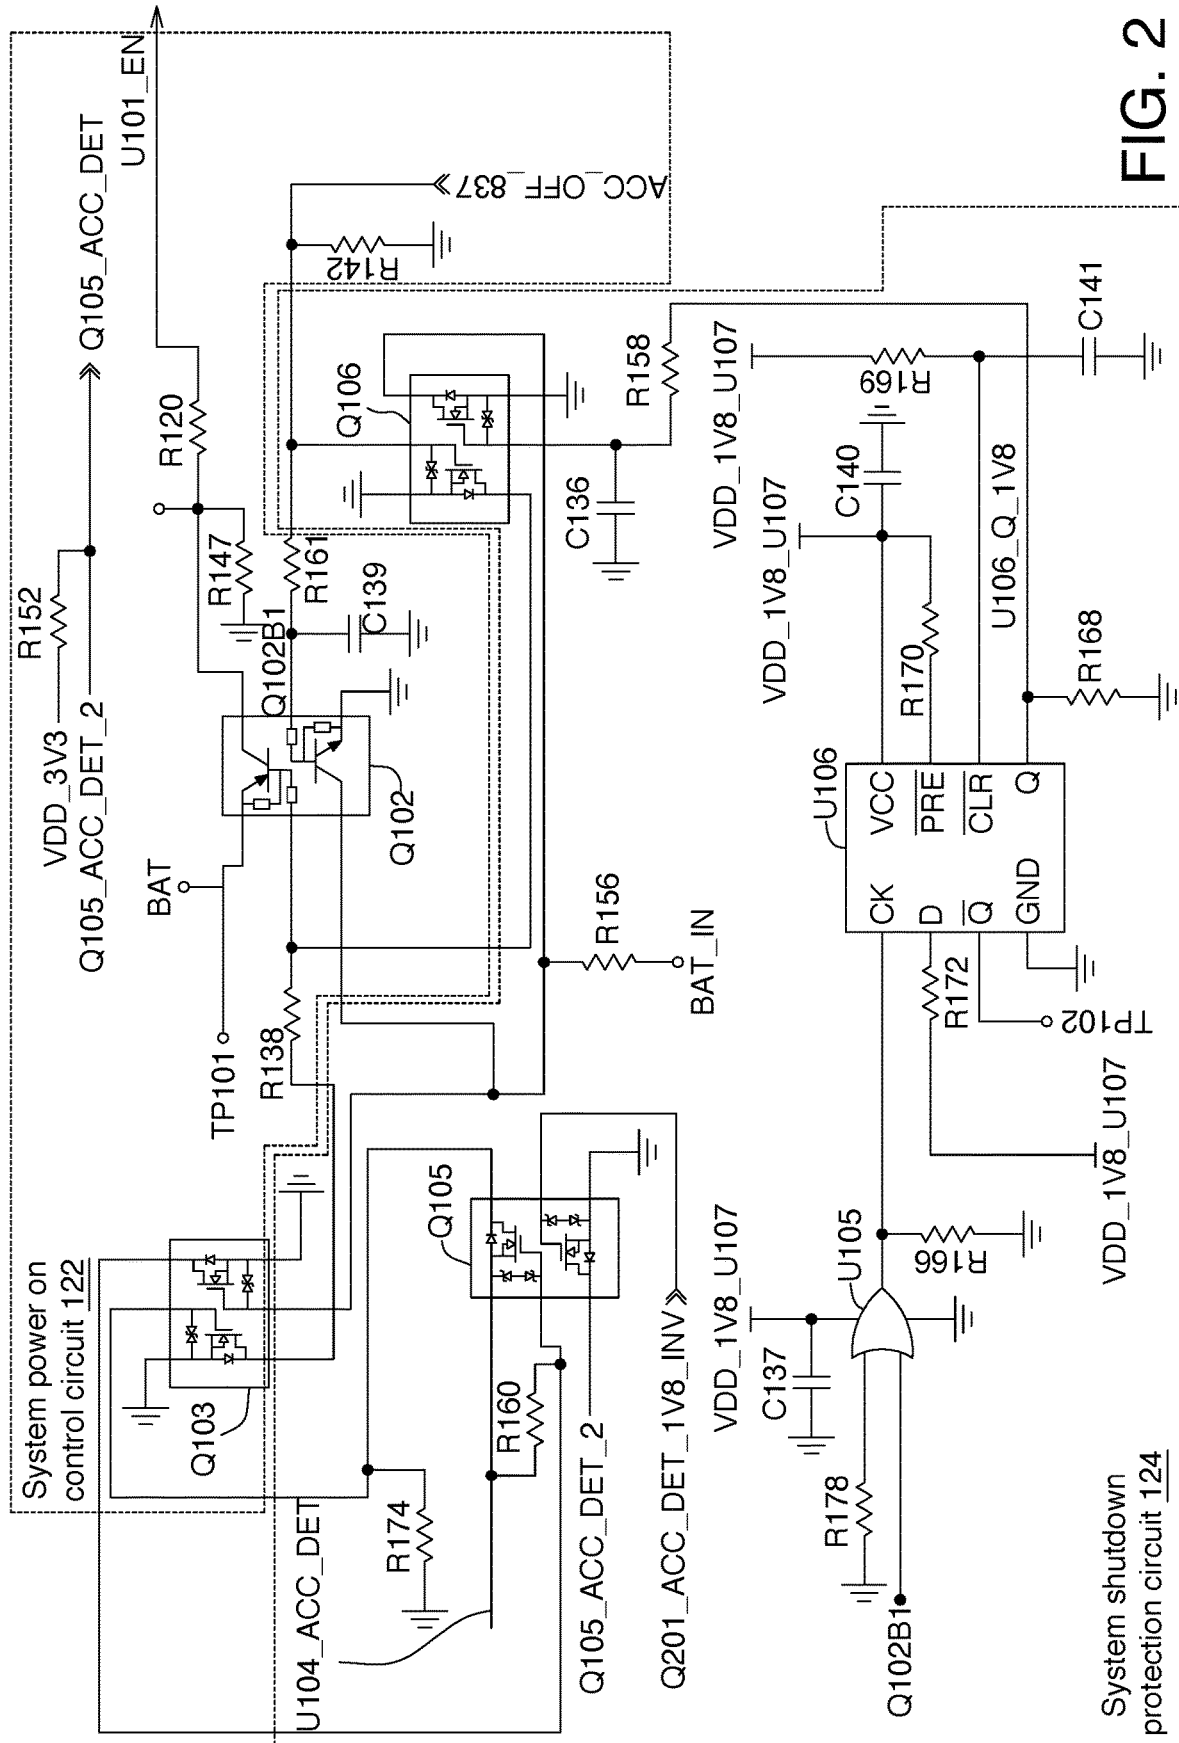 System power on
control circuit 122
Q103
U104_ACC_DET
R174
VDD_3V3
R152
Q105_ACC_DET_2
Q105_ACC_DET
U101_EN
BAT
TP101
R138
Q102
Q102B1
R147
R120
R161
C139
R142
ACC_OFF_837
Q106
C136
R158
R156
BAT_IN
Q105
R160
Q105_ACC_DET_2
Q201_ACC_DET_1V8_INV
VDD_1V8_U107
C137
U105
R166
R178
Q102B1
VDD_1V8_U107
R172
TP102
U106
CK
D
Q
GND
VCC
PRE
CLR
Q
R170
VDD_1V8_U107
C140
VDD_1V8_U107
R169
C141
U106_Q_1V8
R168
System shutdown
protection circuit 124
FIG. 2